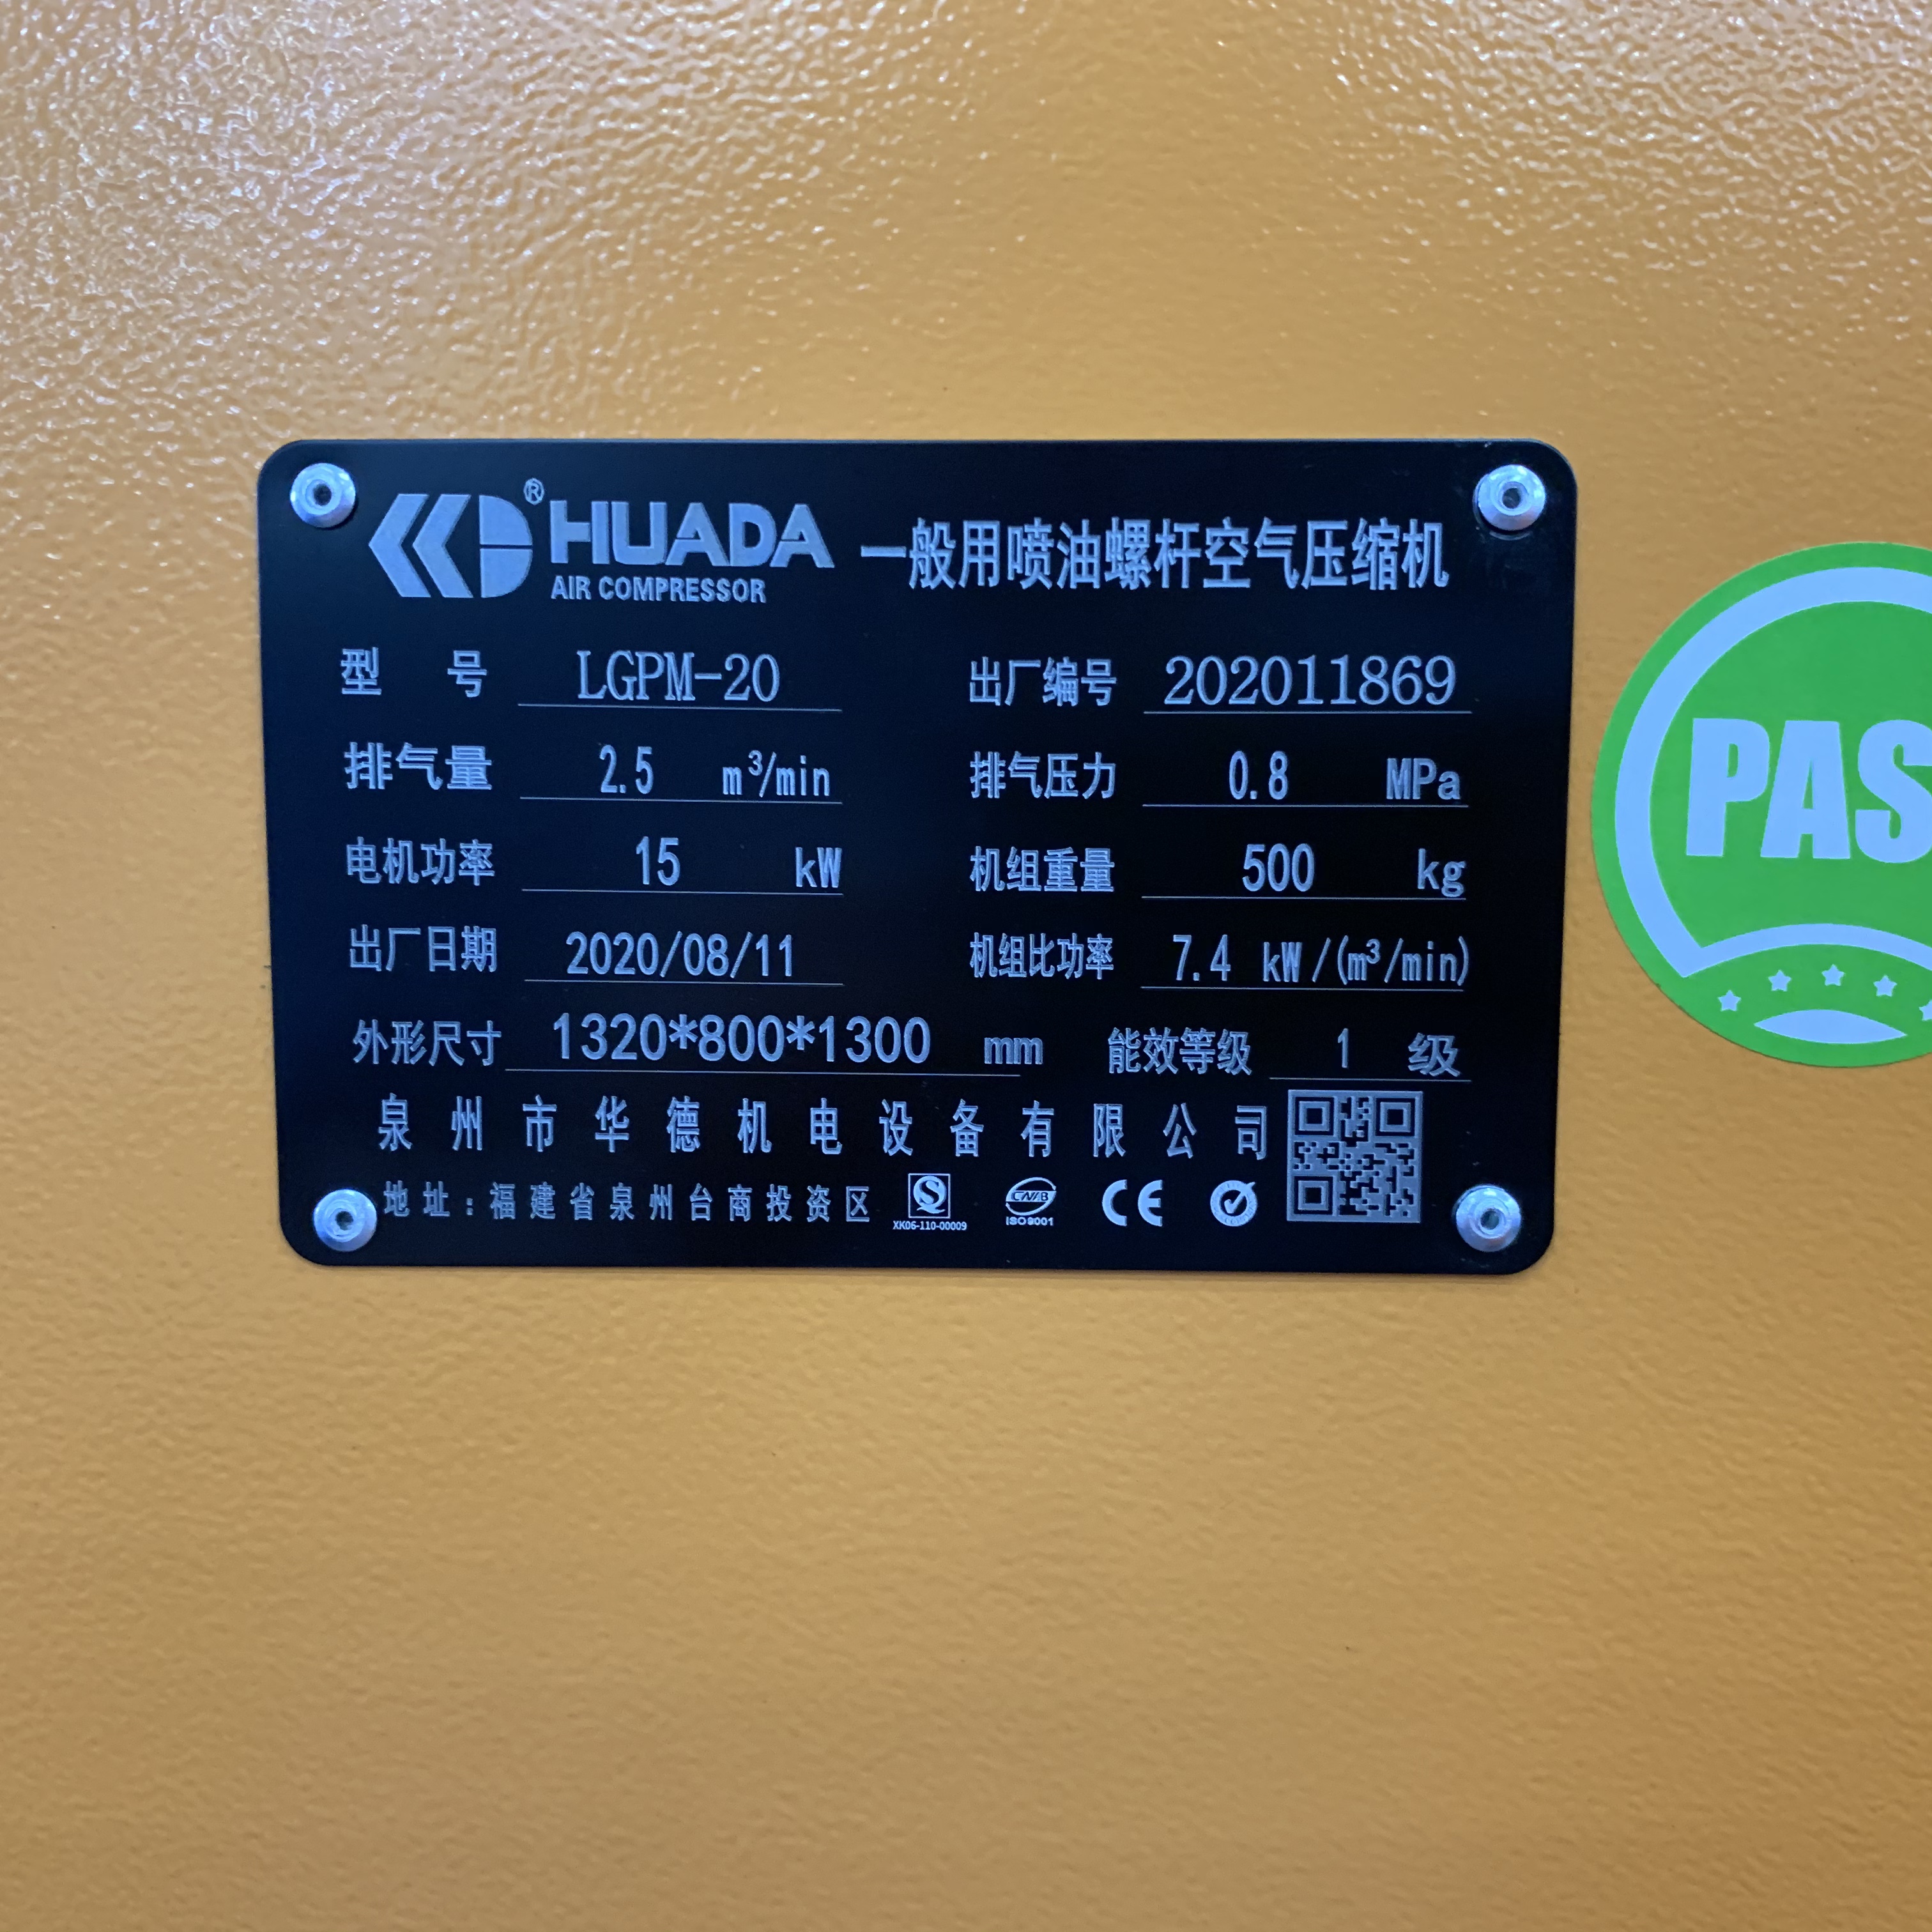 ® HUADA 一般用喷油螺杆空气压缩机
AIR COMPRESSOR
型 号 LGPM-20 出厂编号 202011869
排气量 2.5 m³/min 排气压力 0.8 MPa
电机功率 15 kW 机组重量 500 kg
出厂日期 2020/08/11 机组比功率 7.4 kW/(m³/min)
外形尺寸 1320*800*1300 mm 能效等级 1 级
泉州市华德机电设备有限公司
地址:福建省泉州台商投资区
XK06-110-00009
ISO9001
CE
PAS